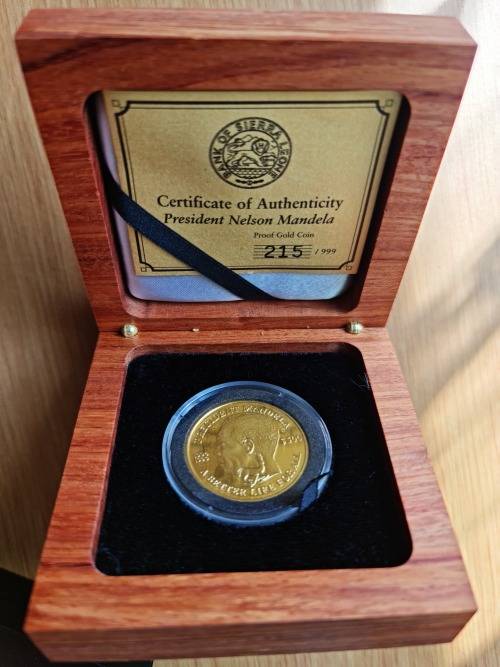 BANK OF SIERRA LEONE
Certificate of Authenticity
President Nelson Mandela
Proof Gold Coin
215 / 999
PRESIDENT MANDELA
A BETTER LIFE FOR ALL